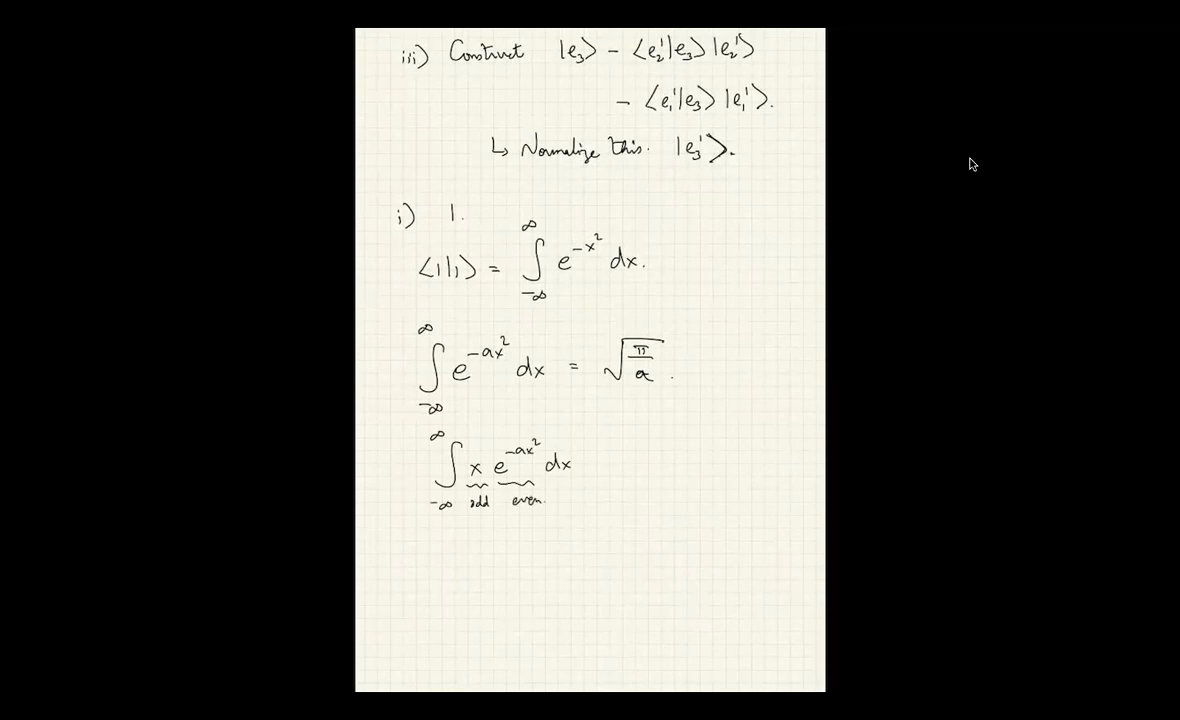 iii) Construct |e₃> - <e₂'|e₃> |e₂'>
- <e₁'|e₃> |e₁'>.
↳ Normalize this. |e₃'>.
i) 1.
<1|1> = ∫_{-∞}^{∞} e^{-x²} dx.
∫_{-∞}^{∞} e^{-ax²} dx = √(π/a).
∫_{-∞}^{∞} x e^{-ax²} dx
odd even.